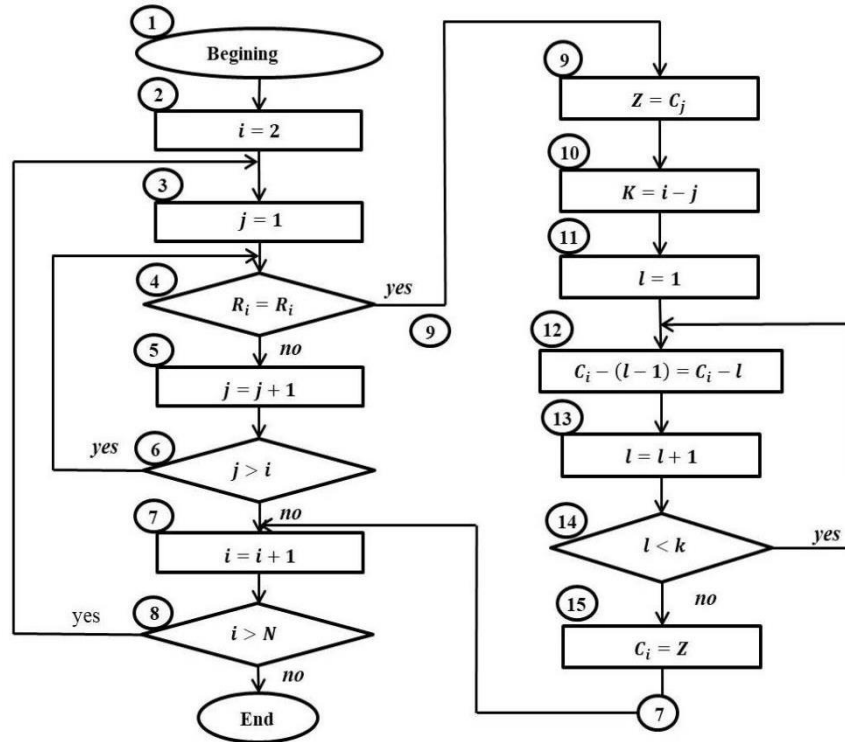 1
Begining
2
i = 2
3
j = 1
4
R_i = R_i
yes
9
no
5
j = j + 1
6
j > i
yes
no
7
i = i + 1
8
i > N
yes
no
End
9
Z = C_j
10
K = i − j
11
l = 1
12
C_i − (l − 1) = C_i − l
13
l = l + 1
14
l < k
yes
no
15
C_i = Z
7